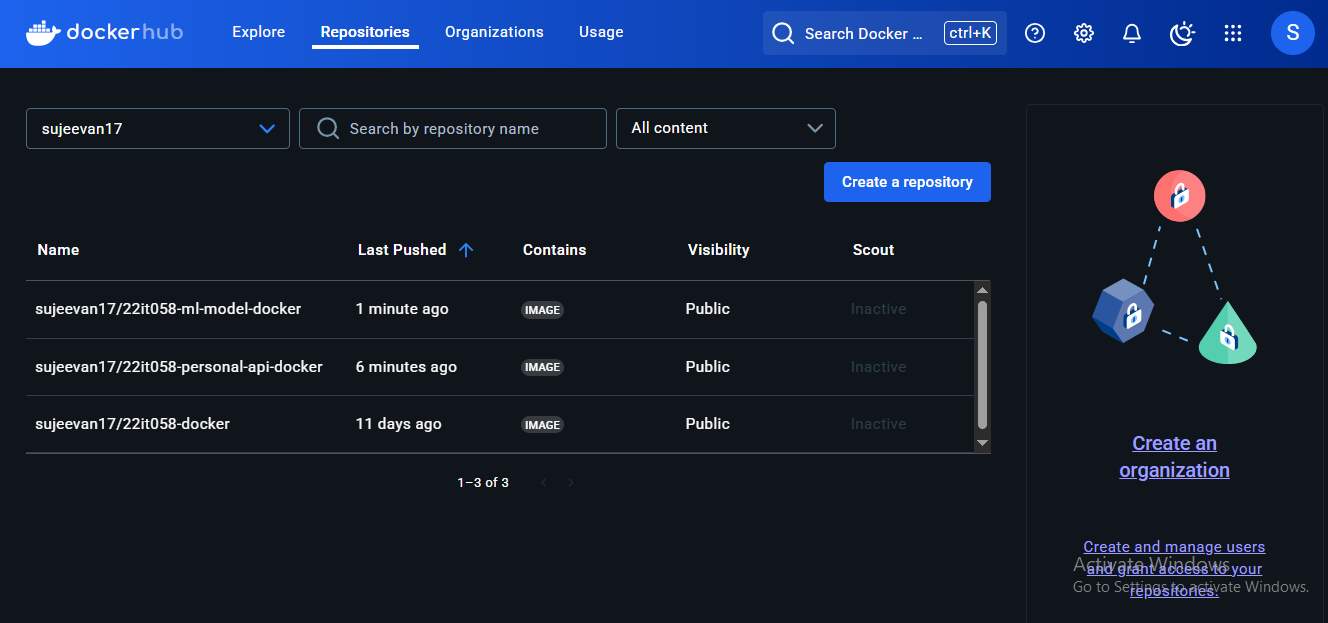 dockerhub Explore Repositories Organizations Usage Search Docker ... ctrl+K S
sujeevan17 Search by repository name All content
Create a repository
Name Last Pushed Contains Visibility Scout
sujeevan17/22it058-ml-model-docker 1 minute ago IMAGE Public Inactive
sujeevan17/22it058-personal-api-docker 6 minutes ago IMAGE Public Inactive
sujeevan17/22it058-docker 11 days ago IMAGE Public Inactive
1–3 of 3
Create an
organization
Create and manage users
and grant access to your
repositories.
Activate Windows
Go to Settings to activate Windows.